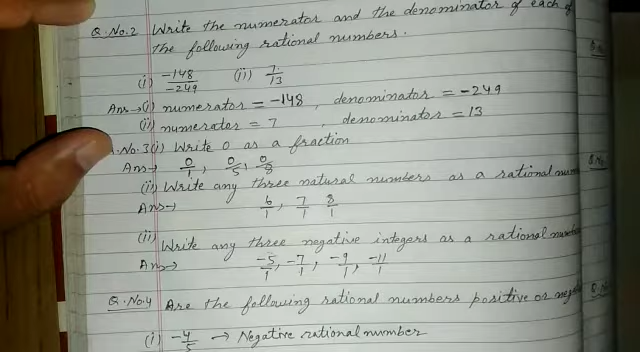 Q.No.2 Write the numerator and the denominator of each of
the following rational numbers.
(i) -148/-249 (ii) 7/13
Ans→(i) numerator = -148, denominator = -249
(ii) numerator = 7, denominator = 13
.No.3(i) Write 0 as a fraction
Ans→ 0/1, 0/5, 0/8
(ii) Write any three natural numbers as a rational
Ans→ 6/1, 7/1 8/1
(ii) Write any three negative integers as a rational
Ans→ -5/1, -7/1, -9/1, -11/1
Q.No.4 Are the following rational numbers positive or
(i) -4/5 → Negative rational number